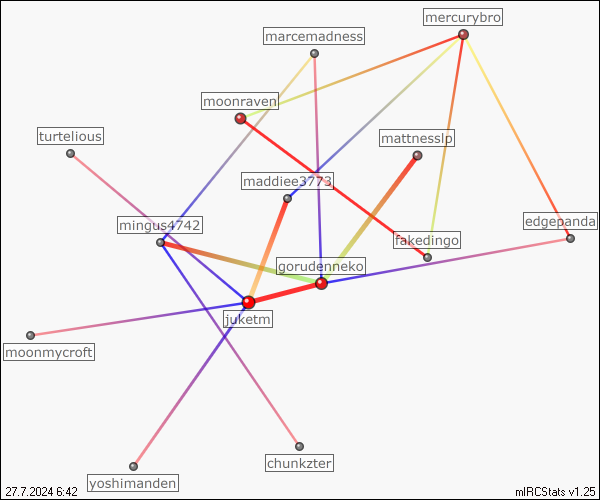 mercurybro
marcemadness
moonraven
turtelious
mattnesslp
maddiee3773
mingus4742
edgepanda
fakedingo
gorudenneko
juketm
moonmycroft
chunkzter
yoshimanden
27.7.2024 6:42
mIRCStats v1.25